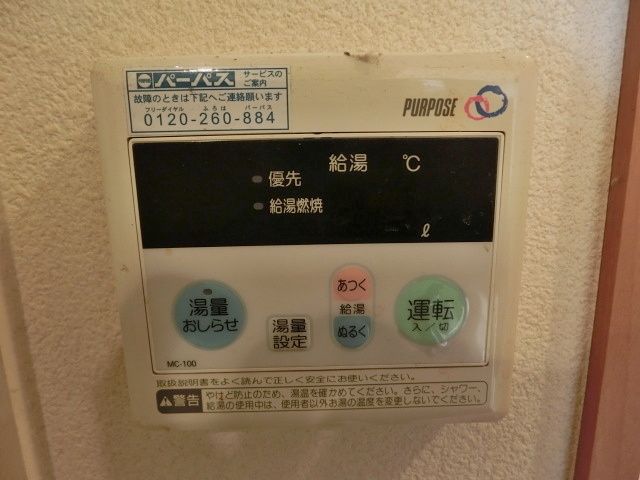 パーパス サービスの
ご案内
故障のときは下記へご連絡願います
フリーダイヤル ふろは パーパス
0120-260-884
PURPOSE
給湯 ℃
優先
給湯燃焼
ℓ
湯量
おしらせ
湯量
設定
あつく
給湯
ぬるく
運転
入/切
MC-100
取扱説明書をよく読んで正しく安全にお使いください。
警告
やけど防止のため、湯温を確かめてください。さらに、シャワー、
給湯の使用中は、使用者以外お湯の温度を変更しないでください。